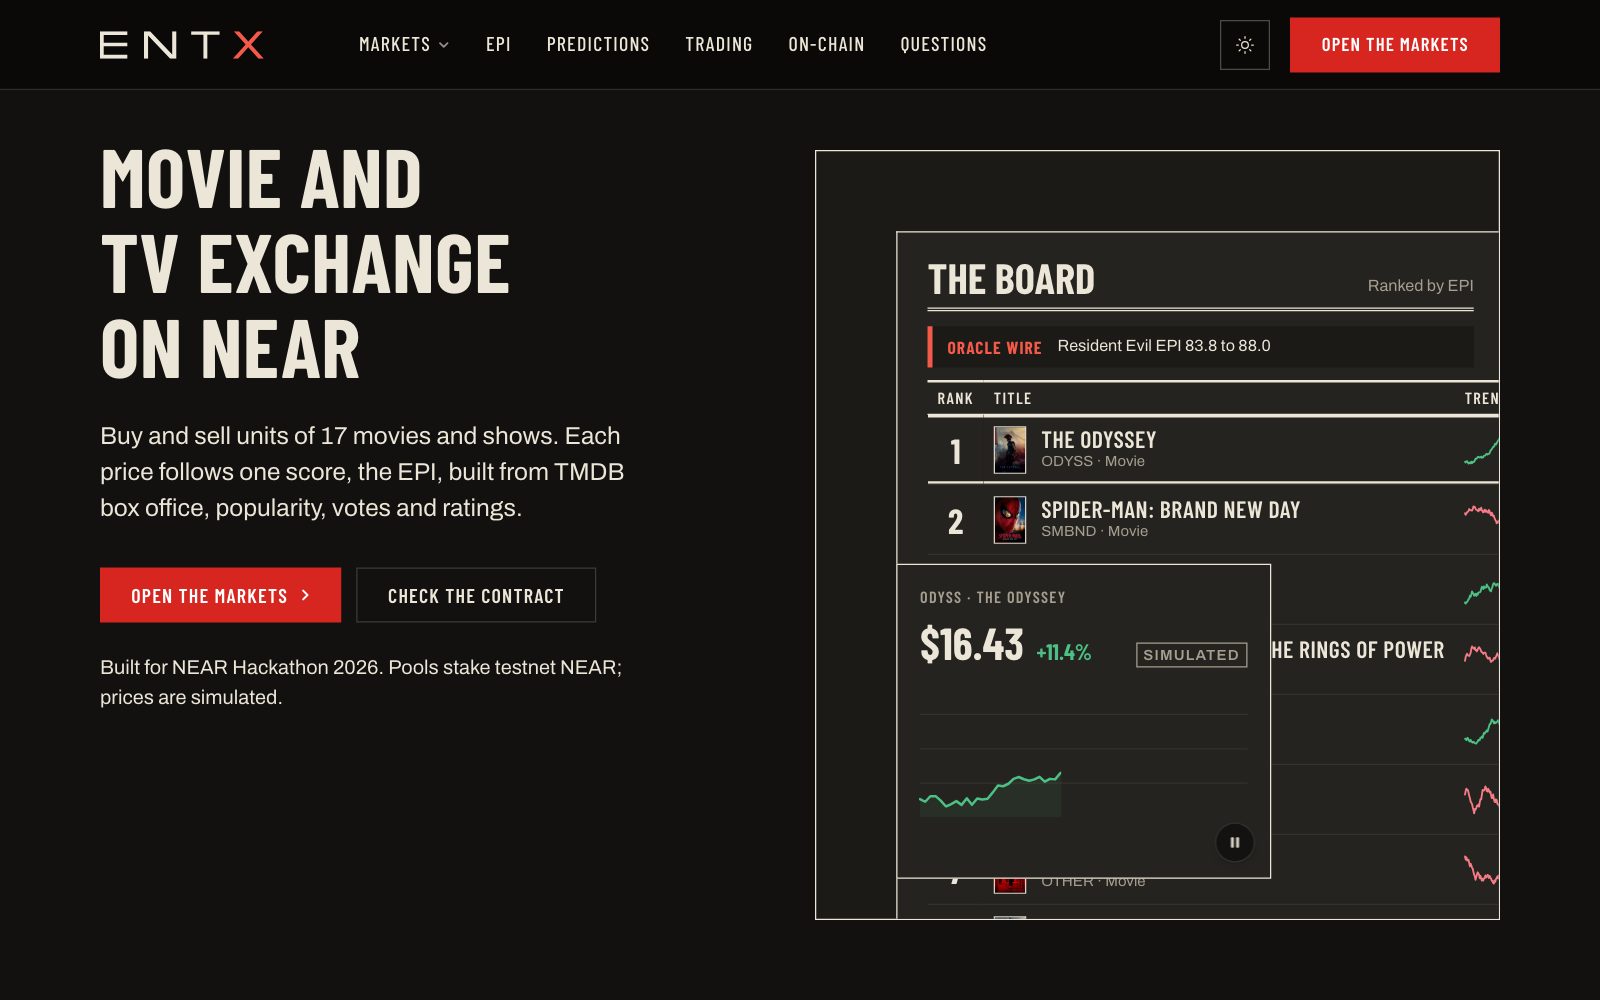 ENTX
MARKETS
EPI
PREDICTIONS
TRADING
ON-CHAIN
QUESTIONS
OPEN THE MARKETS
MOVIE AND
TV EXCHANGE
ON NEAR
Buy and sell units of 17 movies and shows. Each
price follows one score, the EPI, built from TMDB
box office, popularity, votes and ratings.
OPEN THE MARKETS
CHECK THE CONTRACT
Built for NEAR Hackathon 2026. Pools stake testnet NEAR;
prices are simulated.
THE BOARD
Ranked by EPI
ORACLE WIRE Resident Evil EPI 83.8 to 88.0
RANK TITLE TREN
1 THE ODYSSEY
ODYSS · Movie
2 SPIDER-MAN: BRAND NEW DAY
SMBND · Movie
HE RINGS OF POWER
ODYSS · THE ODYSSEY
$16.43 +11.4% SIMULATED
OTHER · Movie